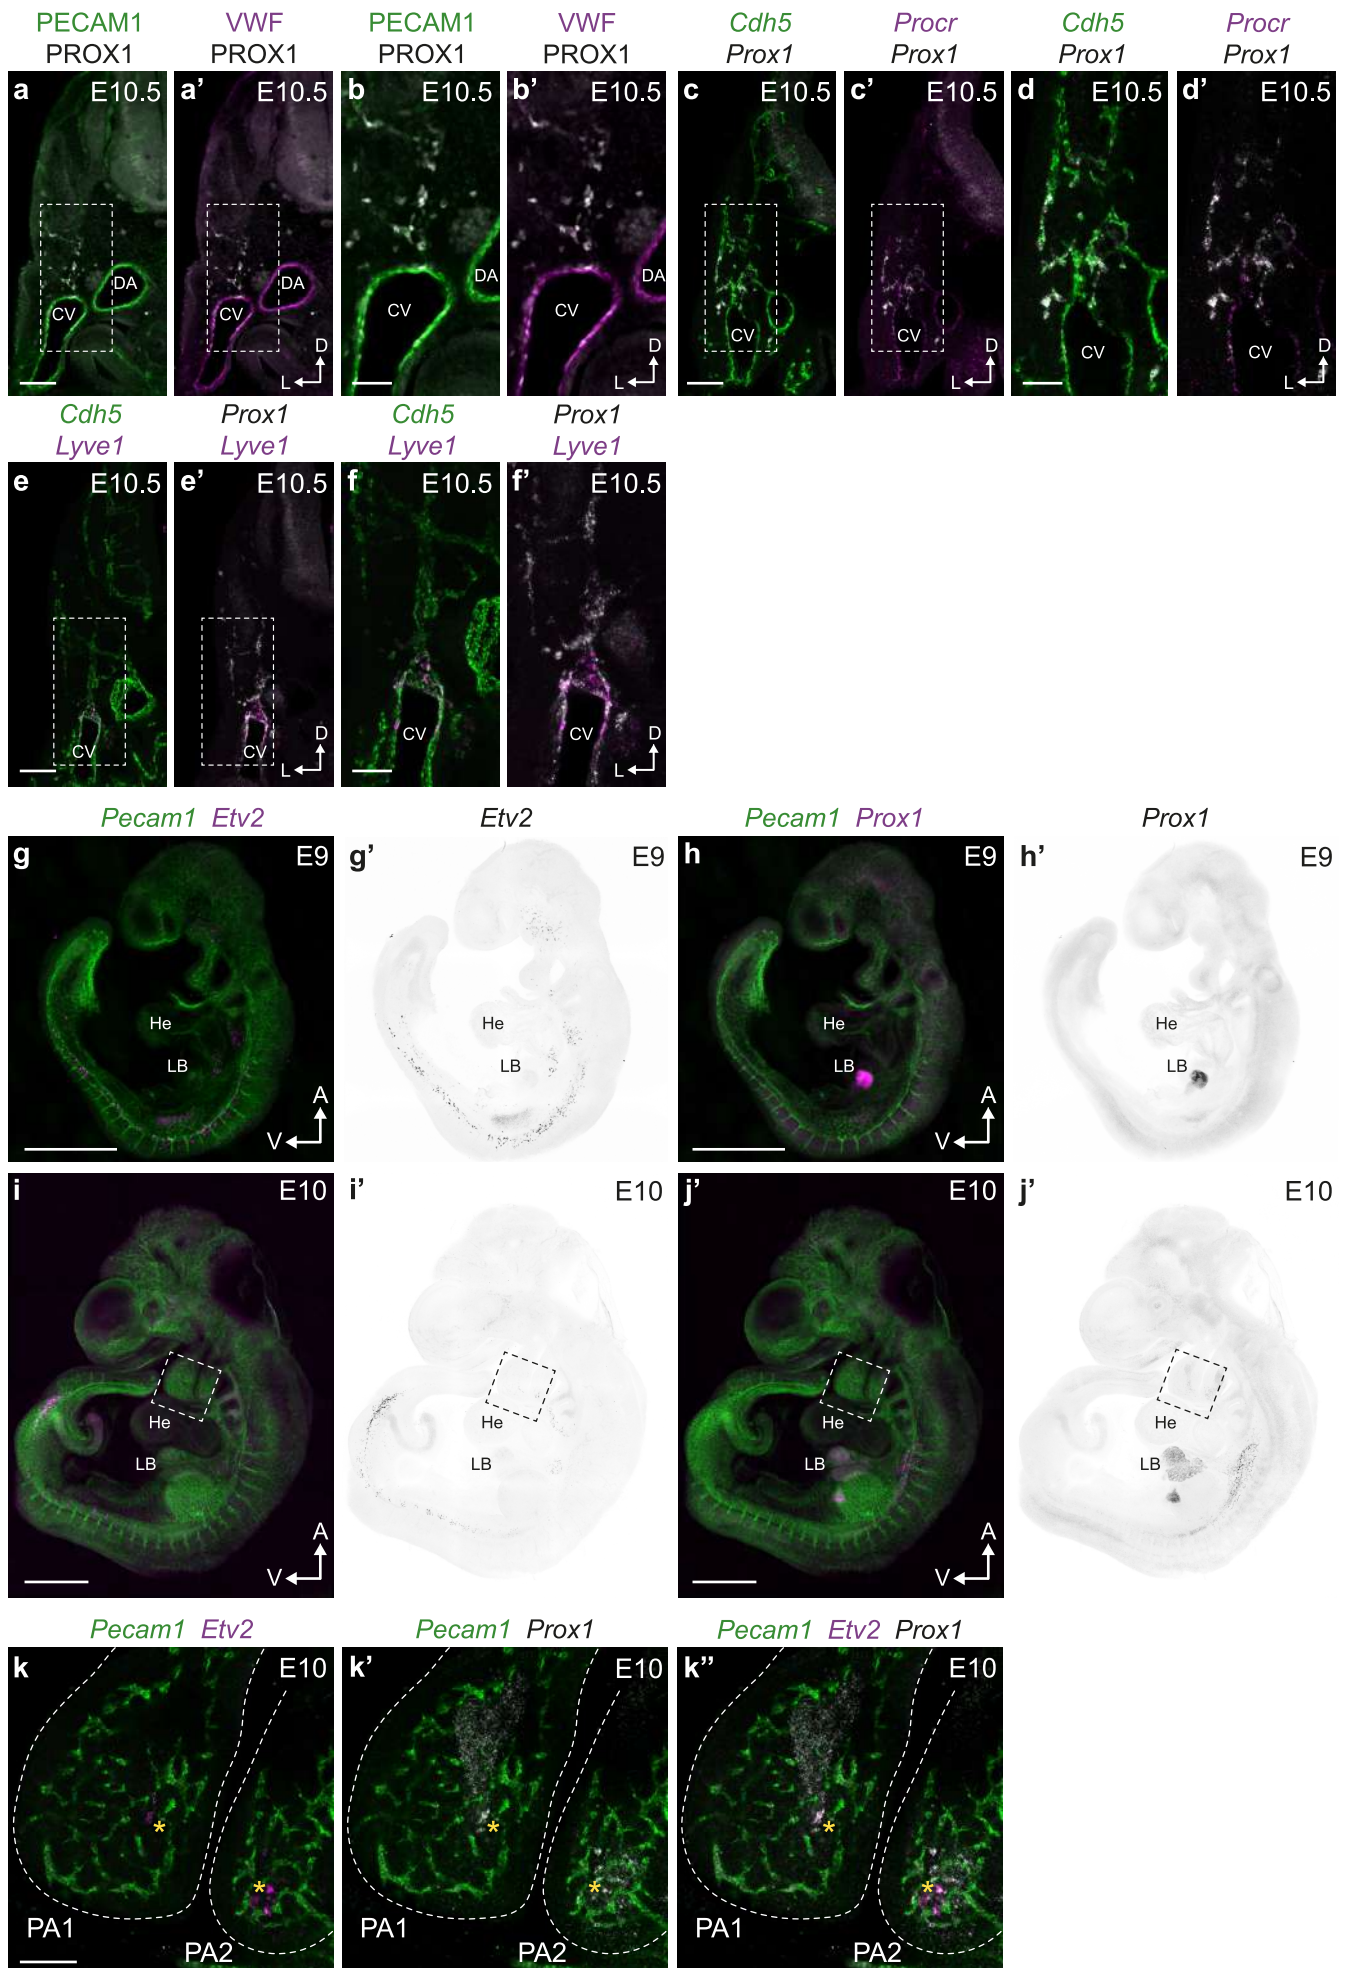 PECAM1 VWF PECAM1 VWF Cdh5 Procr Cdh5 Procr
PROX1 PROX1 PROX1 PROX1 Prox1 Prox1 Prox1 Prox1
a E10.5 a’ E10.5 b E10.5 b’ E10.5 c E10.5 c’ E10.5 d E10.5 d’ E10.5
DA DA DA DA
CV CV CV CV CV CV CV CV
D D D D
L L L L
Cdh5 Prox1 Cdh5 Prox1
Lyve1 Lyve1 Lyve1 Lyve1
e E10.5 e’ E10.5 f E10.5 f’ E10.5
CV CV CV CV
D D
L L
Pecam1 Etv2 Etv2 Pecam1 Prox1 Prox1
g E9 g’ E9 h E9 h’ E9
He He He He
LB LB LB LB
A A
V V
i E10 i’ E10 j’ E10 j’ E10
He He He He
LB LB LB LB
A A
V V
Pecam1 Etv2 Pecam1 Prox1 Pecam1 Etv2 Prox1
k E10 k’ E10 k” E10
* * *
* * *
PA1 PA1 PA1
PA2 PA2 PA2